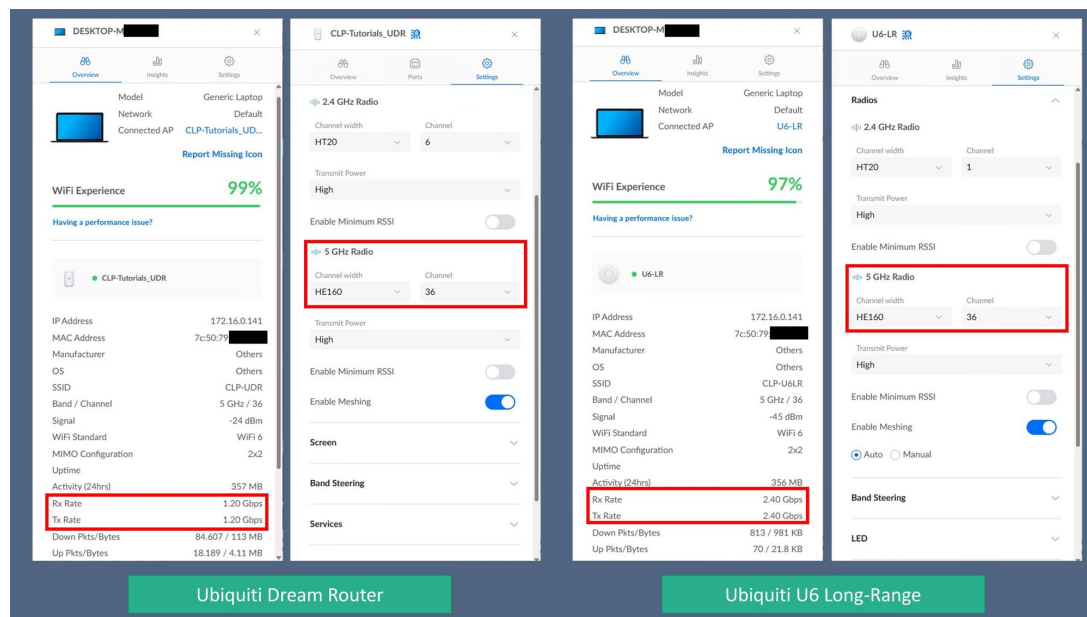 DESKTOP-M
Overview
Insights
Settings
Model Generic Laptop
Network Default
Connected AP CLP-Tutorials_UD...
Report Missing Icon
WiFi Experience 99%
Having a performance issue?
CLP-Tutorials_UDR
IP Address 172.16.0.141
MAC Address 7c:50:79:
Manufacturer Others
OS Others
SSID CLP-UDR
Band / Channel 5 GHz / 36
Signal -24 dBm
WiFi Standard WiFi 6
MIMO Configuration 2x2
Uptime
Activity (24hrs) 357 MB
Rx Rate 1.20 Gbps
Tx Rate 1.20 Gbps
Down Pkts/Bytes 84.607 / 113 MB
Up Pkts/Bytes 18.189 / 4.11 MB
CLP-Tutorials_UDR
Overview
Ports
Settings
2.4 GHz Radio
Channel width Channel
HT20 6
Transmit Power
High
Enable Minimum RSSI
5 GHz Radio
Channel width Channel
HE160 36
Transmit Power
High
Enable Minimum RSSI
Enable Meshing
Screen
Band Steering
Services
Ubiquiti Dream Router
DESKTOP-M
Overview
Insights
Settings
Model Generic Laptop
Network Default
Connected AP U6-LR
Report Missing Icon
WiFi Experience 97%
Having a performance issue?
U6-LR
IP Address 172.16.0.141
MAC Address 7c:50:79:
Manufacturer Others
OS Others
SSID CLP-U6LR
Band / Channel 5 GHz / 36
Signal -45 dBm
WiFi Standard WiFi 6
MIMO Configuration 2x2
Uptime
Activity (24hrs) 356 MB
Rx Rate 2.40 Gbps
Tx Rate 2.40 Gbps
Down Pkts/Bytes 813 / 981 KB
Up Pkts/Bytes 70 / 21.8 KB
U6-LR
Overview
Insights
Settings
Radios
2.4 GHz Radio
Channel width Channel
HT20 1
Transmit Power
High
Enable Minimum RSSI
5 GHz Radio
Channel width Channel
HE160 36
Transmit Power
High
Enable Minimum RSSI
Enable Meshing
Auto Manual
Band Steering
LED
Ubiquiti U6 Long-Range